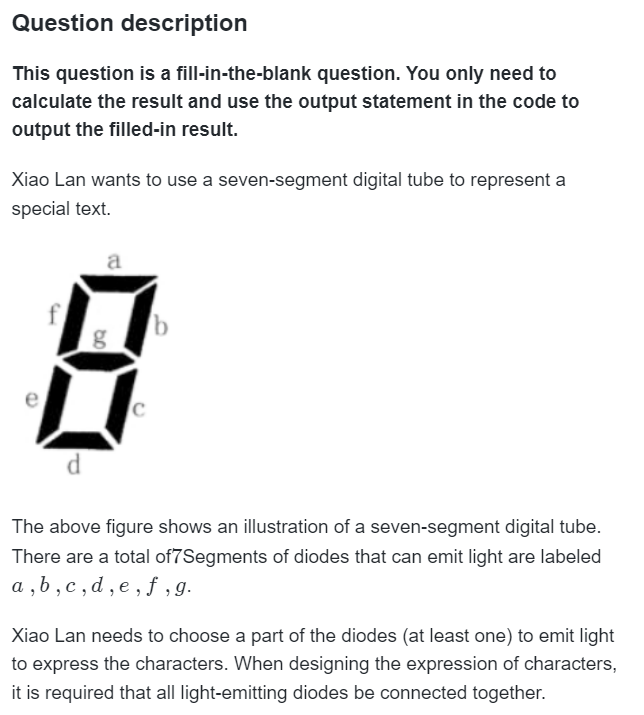 Question description
This question is a fill-in-the-blank question. You only need to
calculate the result and use the output statement in the code to
output the filled-in result.
Xiao Lan wants to use a seven-segment digital tube to represent a
special text.
a
f
b
g
e
c
d
The above figure shows an illustration of a seven-segment digital tube.
There are a total of7Segments of diodes that can emit light are labeled
a ,b ,c ,d ,e ,f ,g.
Xiao Lan needs to choose a part of the diodes (at least one) to emit light
to express the characters. When designing the expression of characters,
it is required that all light-emitting diodes be connected together.